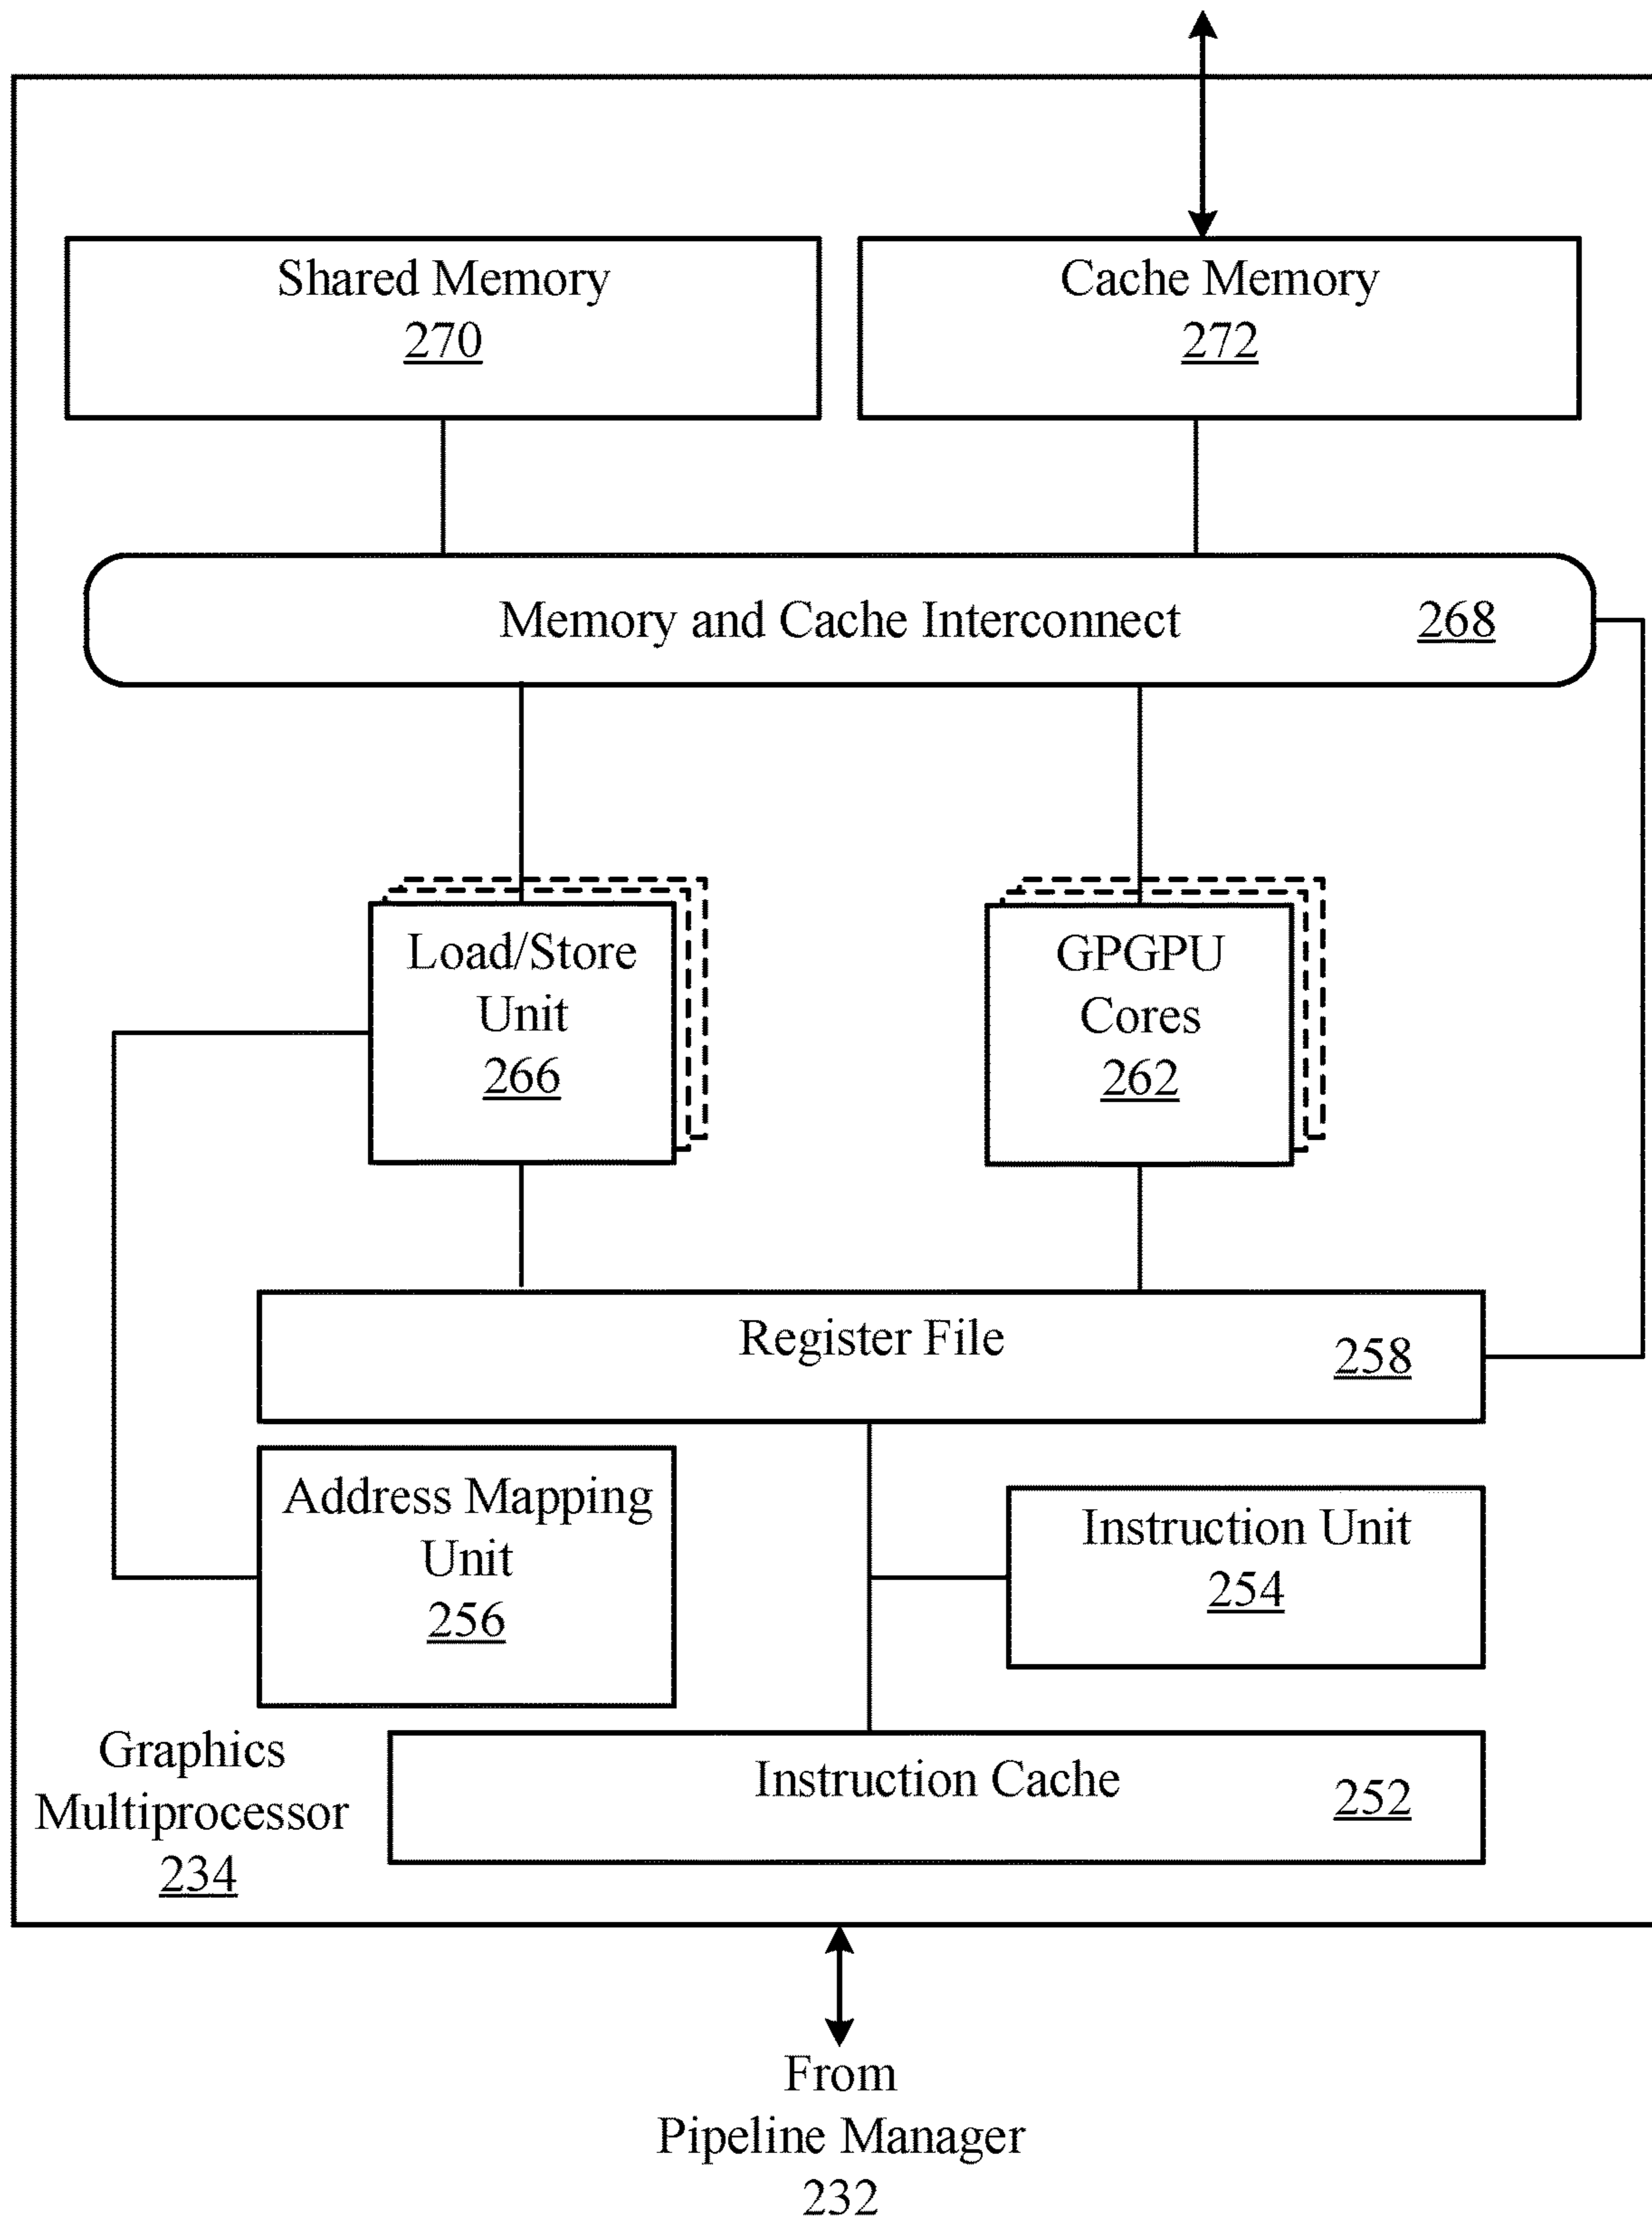 Shared Memory
270
Cache Memory
272
Memory and Cache Interconnect 268
Load/Store
Unit
266
GPGPU
Cores
262
Register File 258
Address Mapping
Unit
256
Instruction Unit
254
Graphics
Multiprocessor
234
Instruction Cache 252
From
Pipeline Manager
232